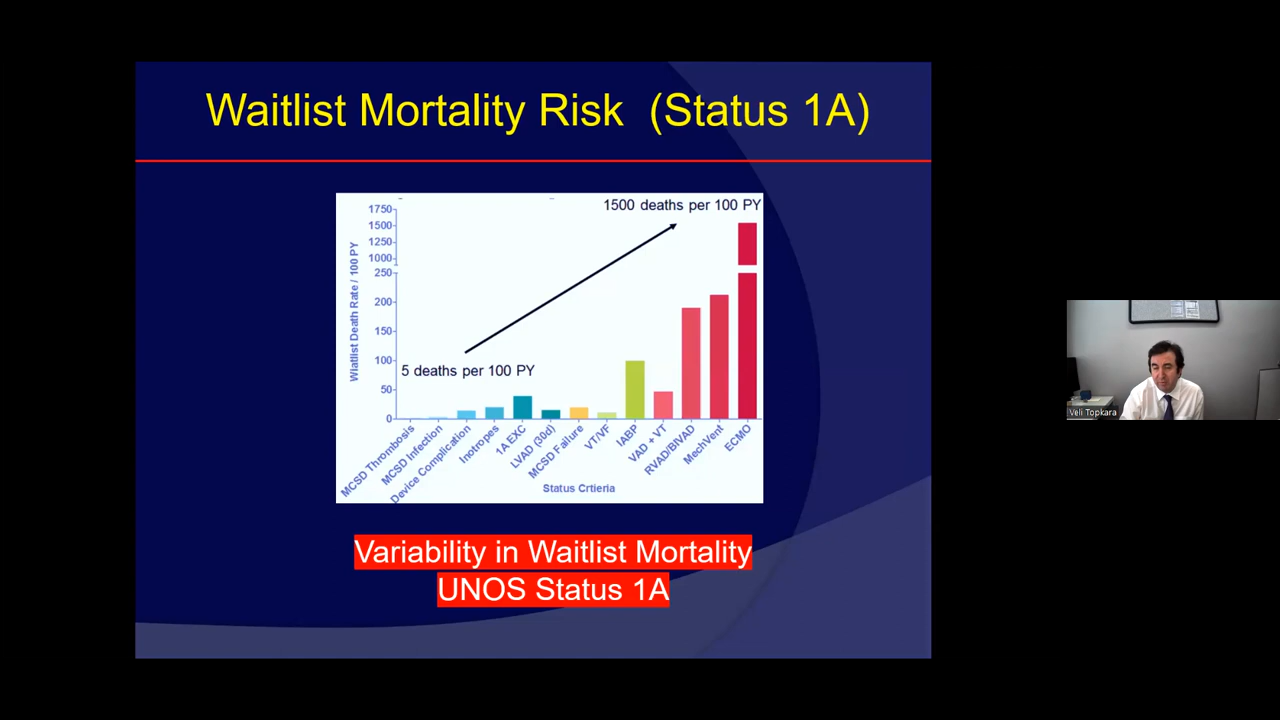 Waitlist Mortality Risk (Status 1A)
1500 deaths per 100 PY
5 deaths per 100 PY
Wiatlist Death Rate / 100 PY
1750
1500
1250
1000
250
200
150
100
50
0
MCSD Thrombosis
MCSD Infection
Device Complication
Inotropes
1A EXC
LVAD (30d)
MCSD Failure
VT/VF
IABP
VAD + VT
RVAD/BIVAD
MechVent
ECMO
Status Crtieria
Variability in Waitlist Mortality
UNOS Status 1A
Veli Topkara